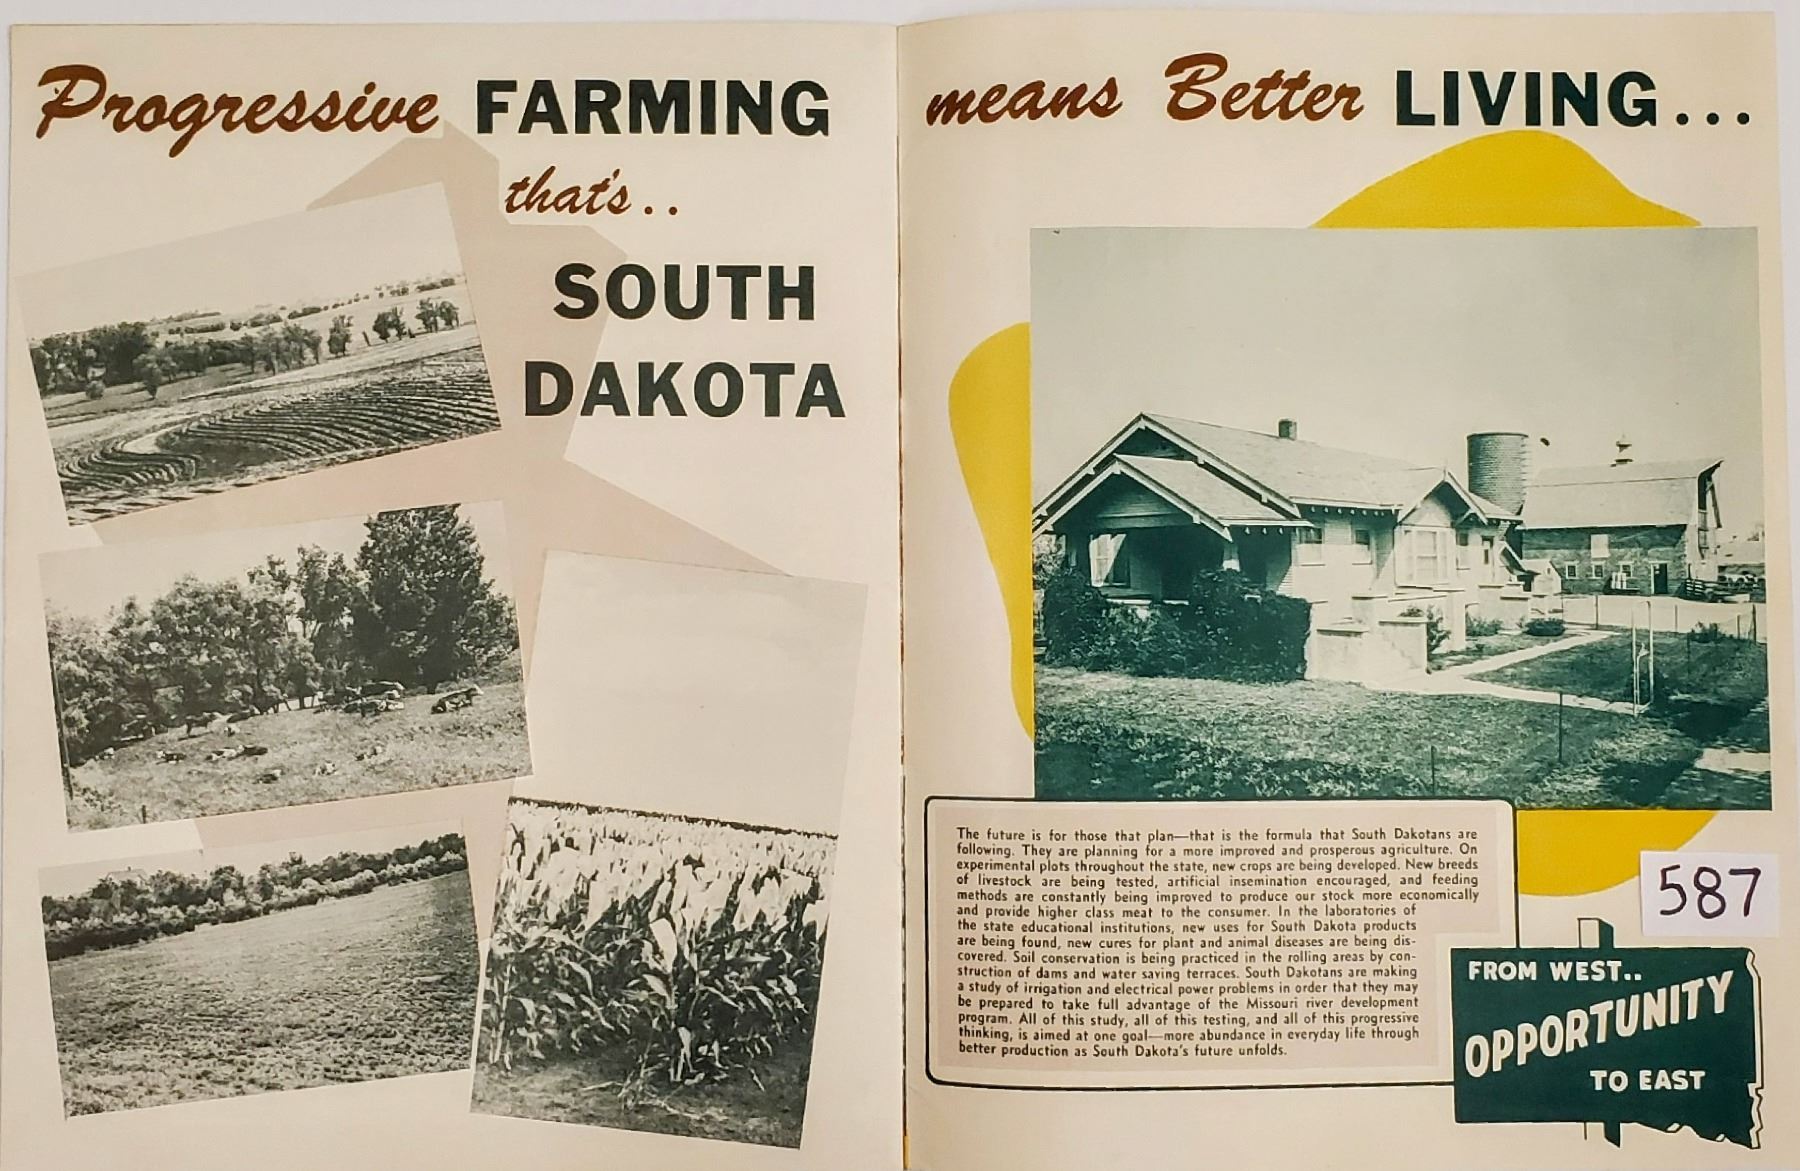 Progressive FARMING
that's..
SOUTH
DAKOTA
means Better LIVING...
The future is for those that plan—that is the formula that South Dakotans are
following. They are planning for a more improved and prosperous agriculture. On
experimental plots throughout the state, new crops are being developed. New breeds
of livestock are being tested, artificial insemination encouraged, and feeding
methods are constantly being improved to produce our stock more economically
and provide higher class meat to the consumer. In the laboratories of
the state educational institutions, new uses for South Dakota products
are being found, new cures for plant and animal diseases are being dis-
covered. Soil conservation is being practiced in the rolling areas by con-
struction of dams and water saving terraces. South Dakotans are making
a study of irrigation and electrical power problems in order that they may
be prepared to take full advantage of the Missouri river development
program. All of this study, all of this testing, and all of this progressive
thinking, is aimed at one goal—more abundance in everyday life through
better production as South Dakota's future unfolds.
587
FROM WEST..
OPPORTUNITY
TO EAST